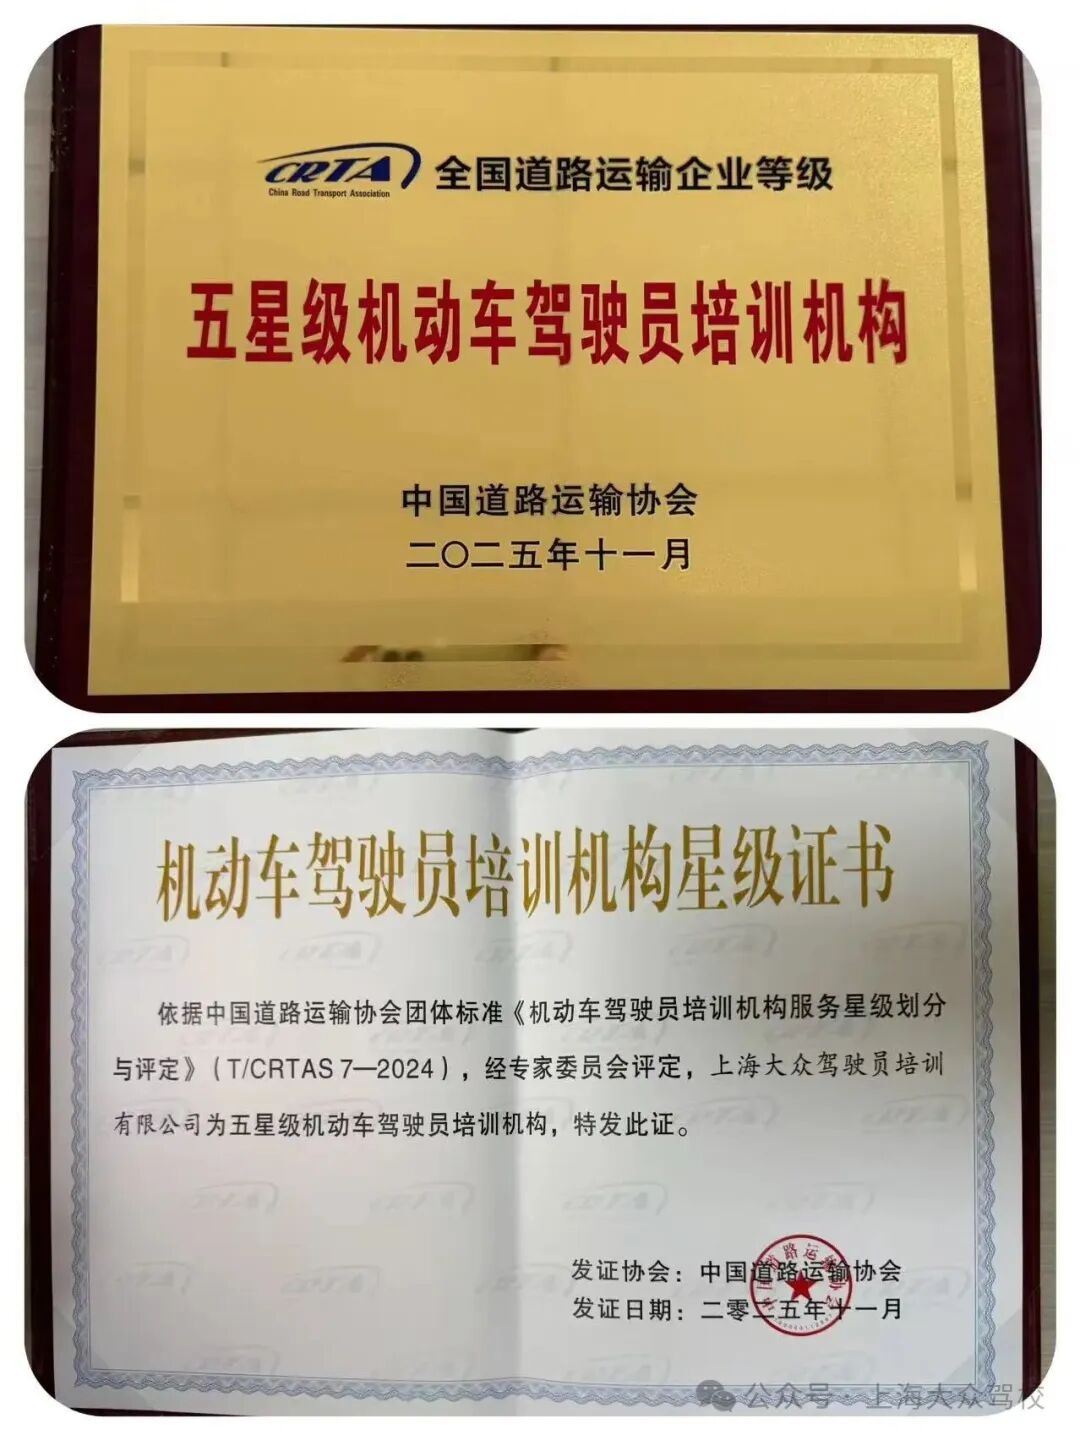 CRTA 全国道路运输企业等级
China Road Transport Association
五星级机动车驾驶员培训机构
中国道路运输协会
二〇二五年十一月
机动车驾驶员培训机构星级证书
依据中国道路运输协会团体标准《机动车驾驶员培训机构服务星级划分
与评定》（T/CRTAS 7—2024），经专家委员会评定，上海大众驾驶员培训
有限公司为五星级机动车驾驶员培训机构，特发此证。
发证协会：中国道路运输协会
发证日期：二零二五年十一月
中国道路运输协会
公众号·上海大众驾校